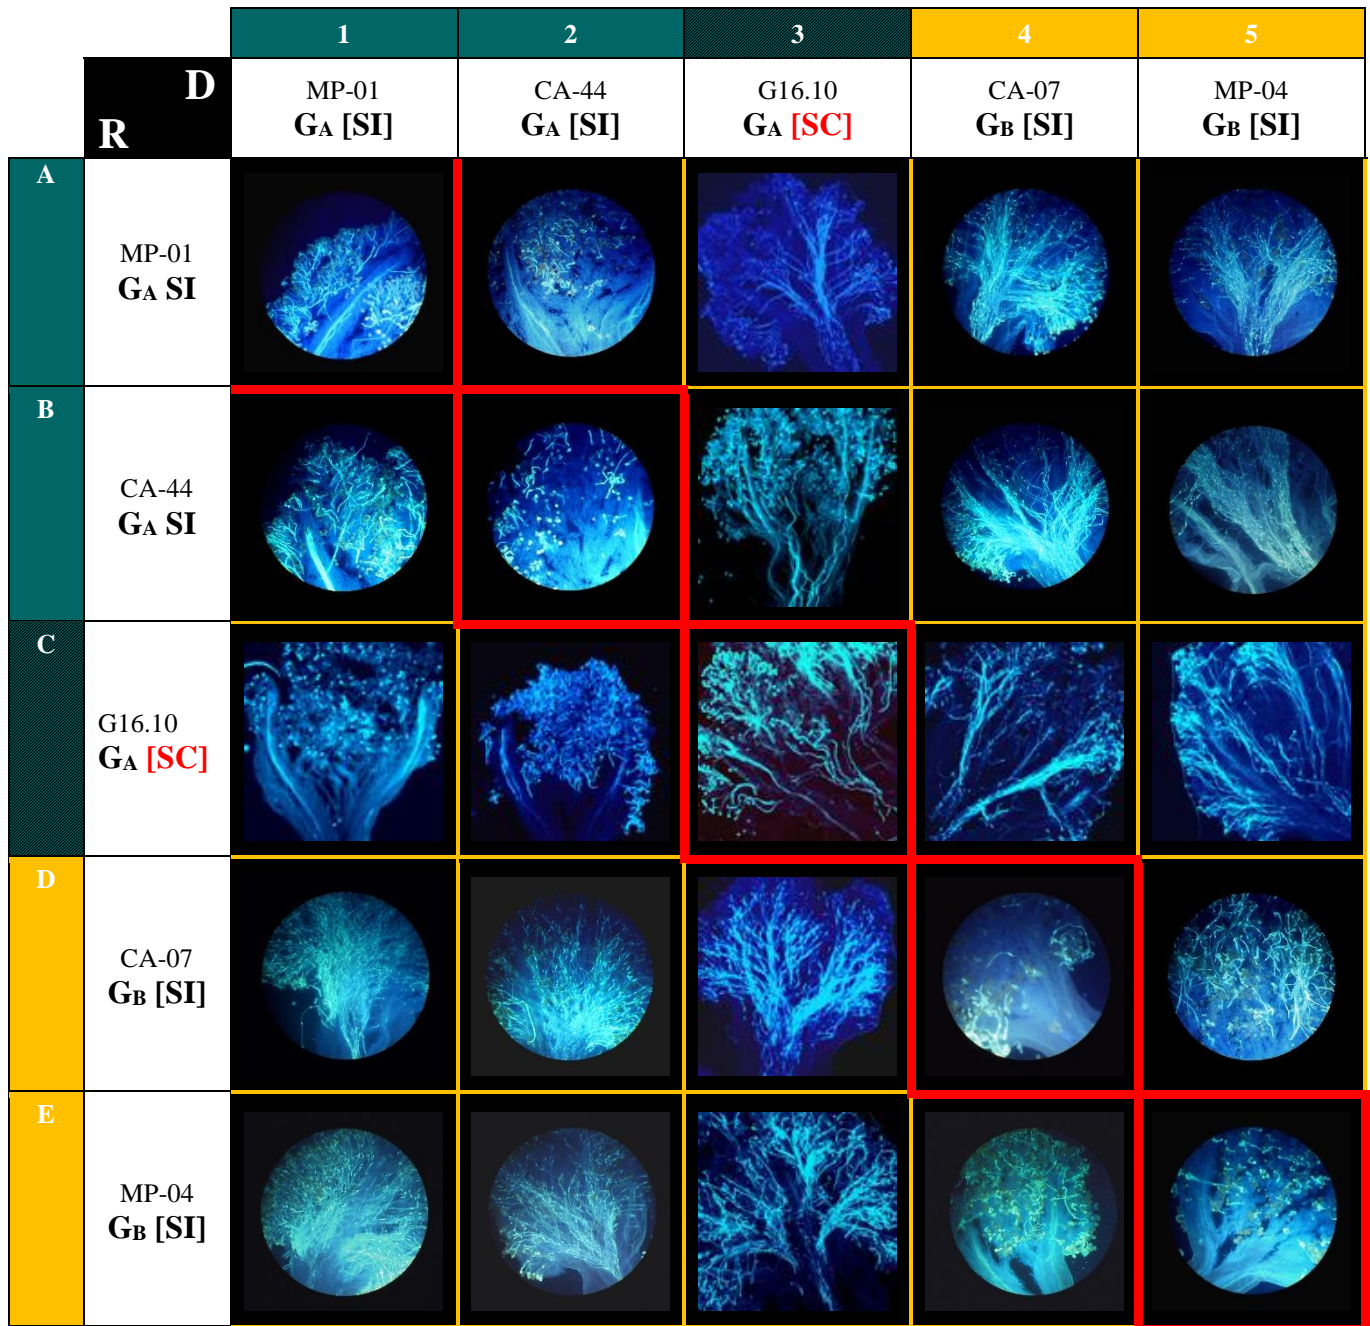 1 2 3 4 5
D
R
MP-01 CA-44 G16.10 CA-07 MP-04
GA [SI] GA [SI] GA [SC] GB [SI] GB [SI]
A
MP-01
GA SI
B
CA-44
GA SI
C
G16.10
GA [SC]
D
CA-07
GB [SI]
E
MP-04
GB [SI]